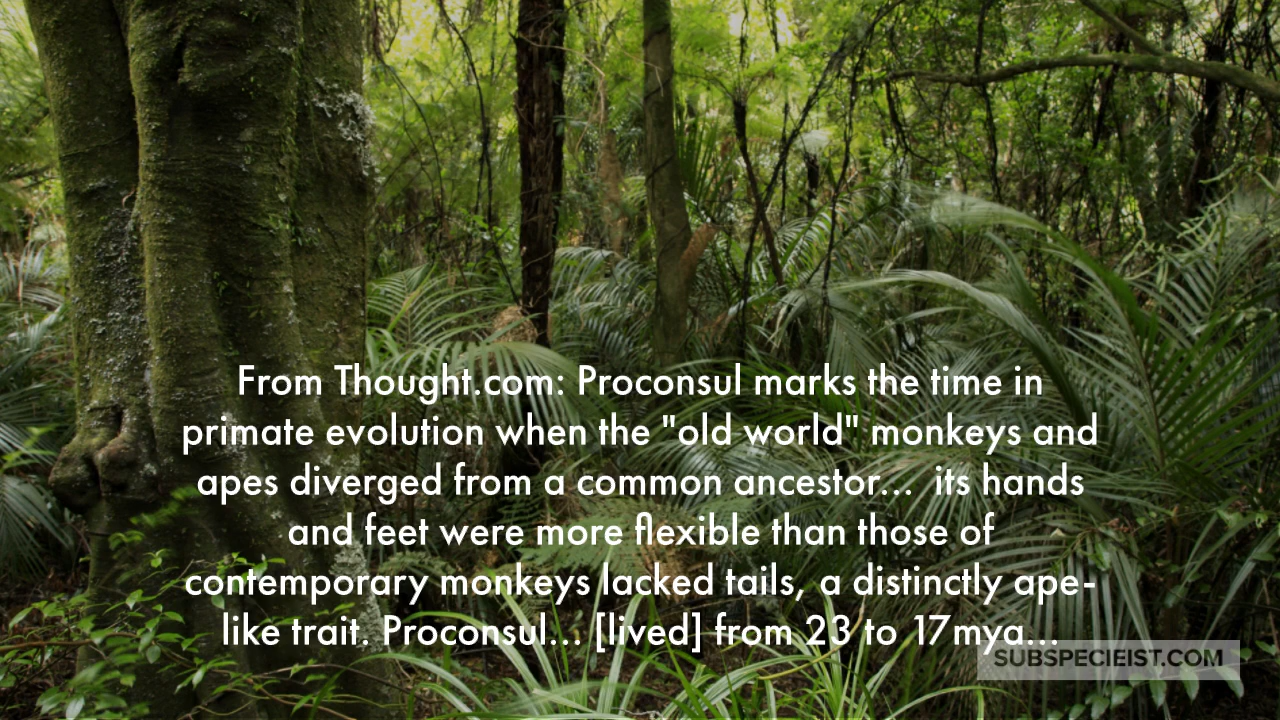 From Thought.com: Proconsul marks the time in
primate evolution when the "old world" monkeys and
apes diverged from a common ancestor...  its hands
and feet were more flexible than those of
contemporary monkeys lacked tails, a distinctly ape-
like trait. Proconsul... [lived] from 23 to 17mya...
SUBSPECIEIST.COM